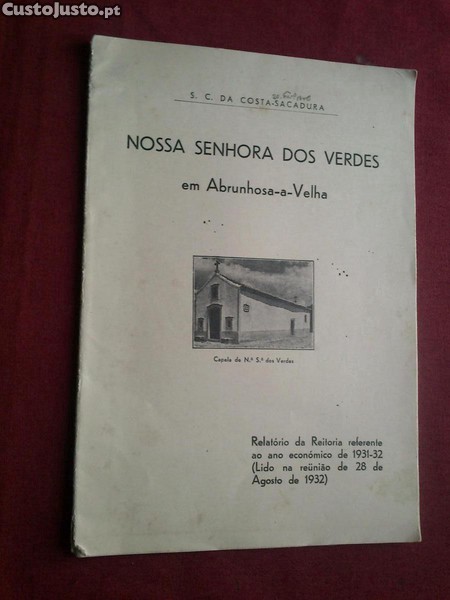 CustoJusto.pt
S. C. DA COSTA-SACADURA
NOSSA SENHORA DOS VERDES
em Abrunhosa-a-Velha
Capela de N.ª S.ª dos Verdes
Relatório da Reitoria referente
ao ano económico de 1931-32
(Lido na reünião de 28 de
Agosto de 1932)